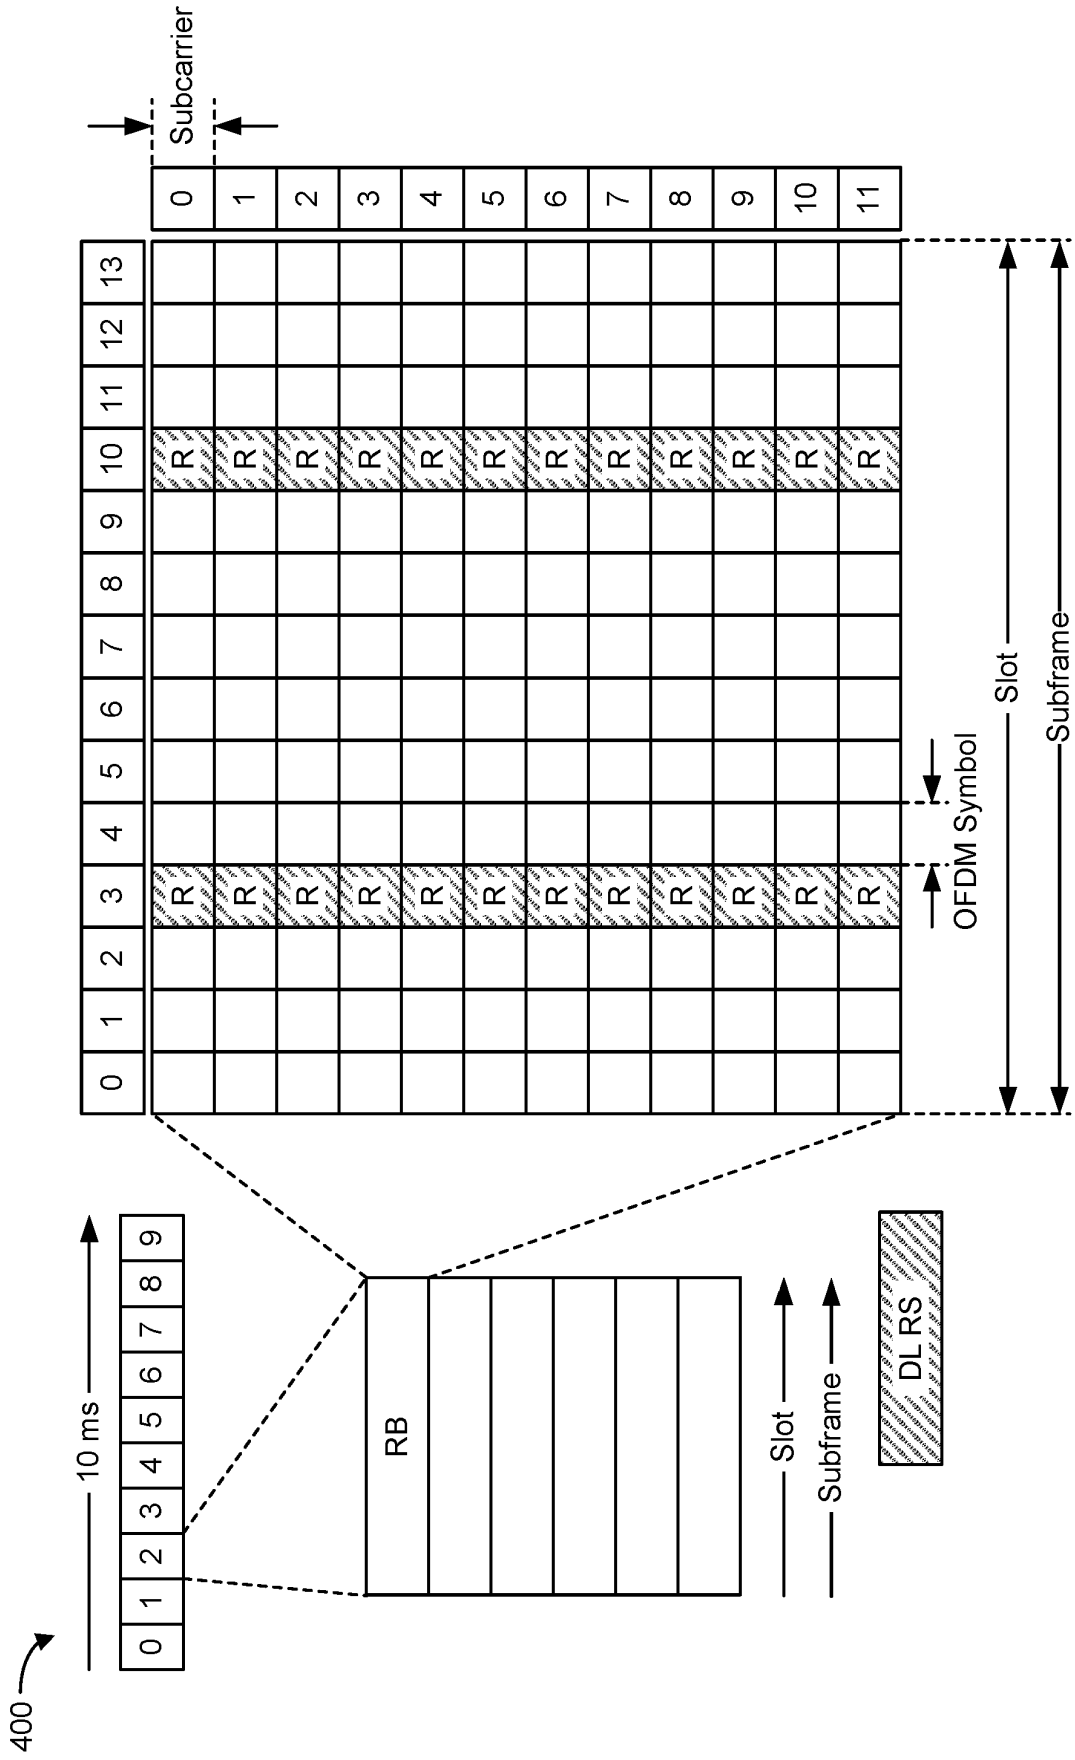 400
10 ms
0 1 2 3 4 5 6 7 8 9
RB
Slot
Subframe
DL RS
0 1 2 3 4 5 6 7 8 9 10 11 12 13
Subcarrier
0
1
2
3
4
5
6
7
8
9
10
11
R R
R R
R R
R R
R R
R R
R R
R R
R R
R R
R R
R R
OFDM Symbol
Slot
Subframe